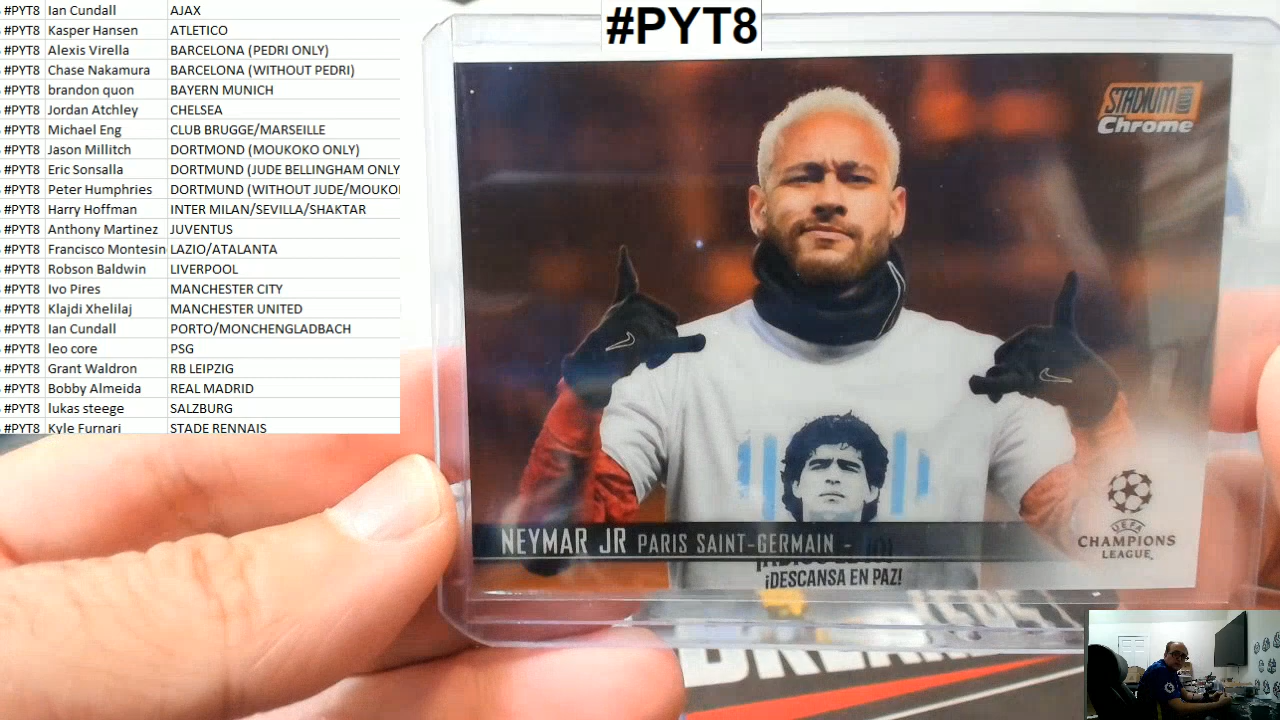 #PYT8
#PYT8 Ian Cundall AJAX
#PYT8 Kasper Hansen ATLETICO
#PYT8 Alexis Virella BARCELONA (PEDRI ONLY)
#PYT8 Chase Nakamura BARCELONA (WITHOUT PEDRI)
#PYT8 brandon quon BAYERN MUNICH
#PYT8 Jordan Atchley CHELSEA
#PYT8 Michael Eng CLUB BRUGGE/MARSEILLE
#PYT8 Jason Millitch DORTMOND (MOUKOKO ONLY)
#PYT8 Eric Sonsalla DORTMUND (JUDE BELLINGHAM ONLY
#PYT8 Peter Humphries DORTMUND (WITHOUT JUDE/MOUKO
#PYT8 Harry Hoffman INTER MILAN/SEVILLA/SHAKTAR
#PYT8 Anthony Martinez JUVENTUS
#PYT8 Francisco Montesin LAZIO/ATALANTA
#PYT8 Robson Baldwin LIVERPOOL
#PYT8 Ivo Pires MANCHESTER CITY
#PYT8 Klajdi Xhelilaj MANCHESTER UNITED
#PYT8 Ian Cundall PORTO/MONCHENGLADBACH
#PYT8 leo core PSG
#PYT8 Grant Waldron RB LEIPZIG
#PYT8 Bobby Almeida REAL MADRID
#PYT8 lukas steege SALZBURG
#PYT8 Kyle Furnari STADE RENNAIS
STADIUM CLUB
Chrome
NEYMAR JR PARIS SAINT-GERMAIN -
¡DESCANSA EN PAZ!
UEFA
CHAMPIONS
LEAGUE